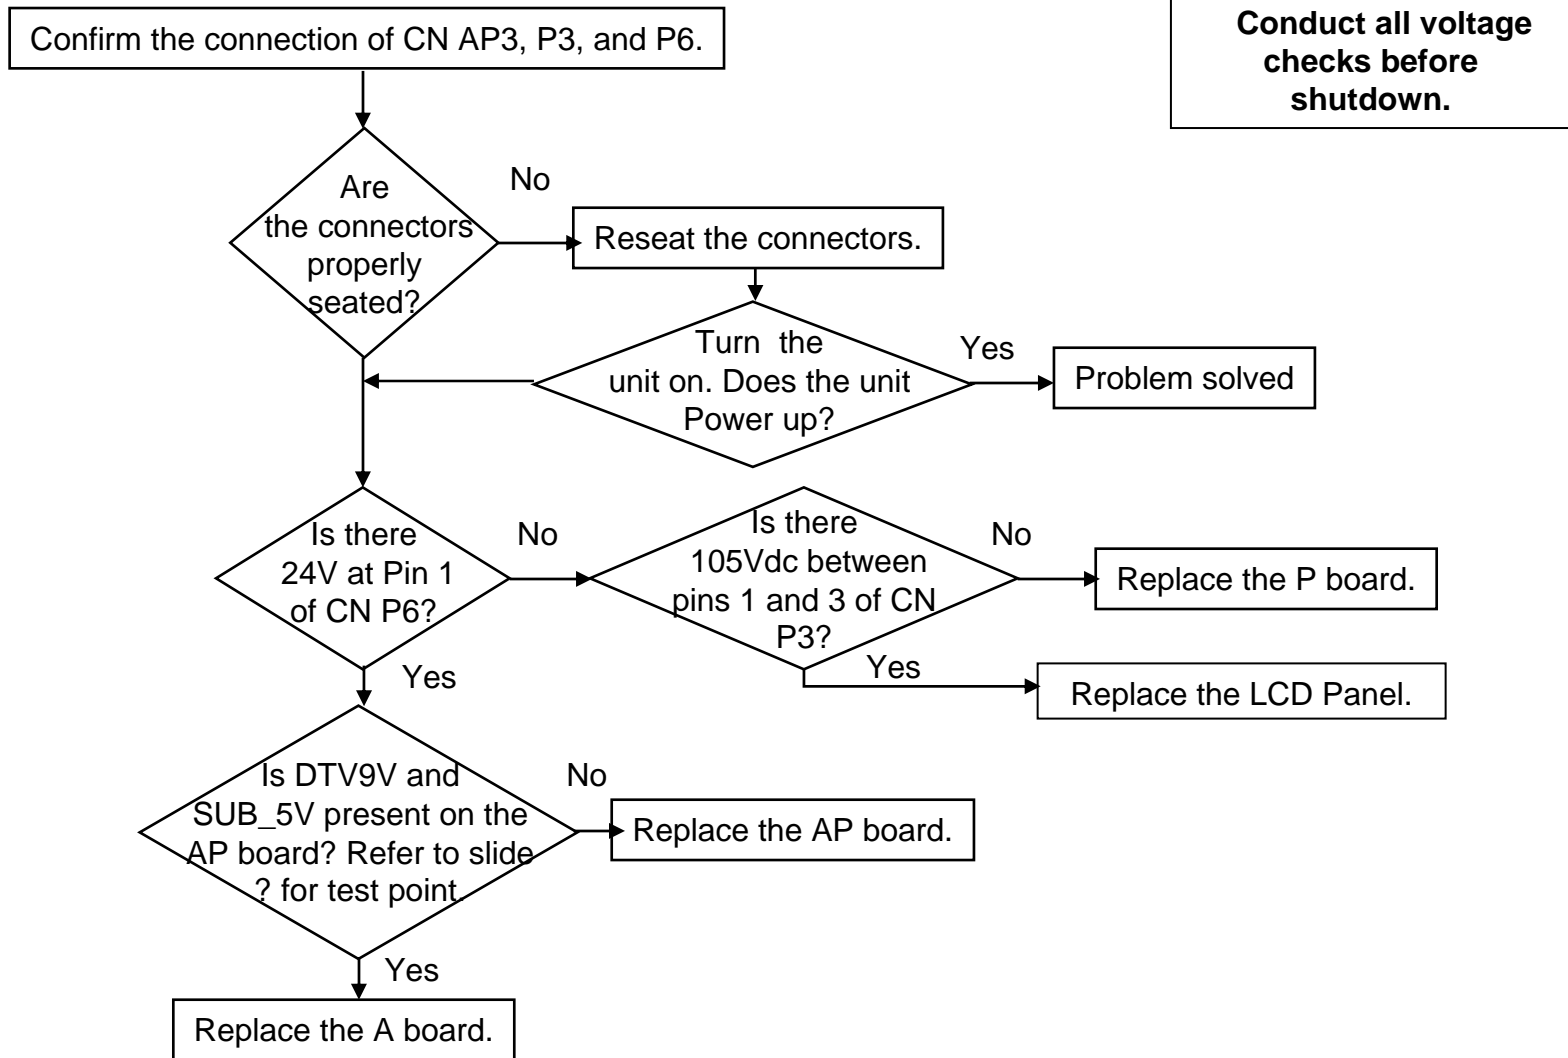 Confirm the connection of CN AP3, P3, and P6.
Conduct all voltage
checks before
shutdown.
Are
the connectors
properly
seated?
No
Reseat the connectors.
Turn the
unit on. Does the unit
Power up?
Yes
Problem solved
Is there
24V at Pin 1
of CN P6?
No
Is there
105Vdc between
pins 1 and 3 of CN
P3?
No
Replace the P board.
Yes
Replace the LCD Panel.
Yes
Is DTV9V and
SUB_5V present on the
AP board? Refer to slide
? for test point.
No
Replace the AP board.
Yes
Replace the A board.